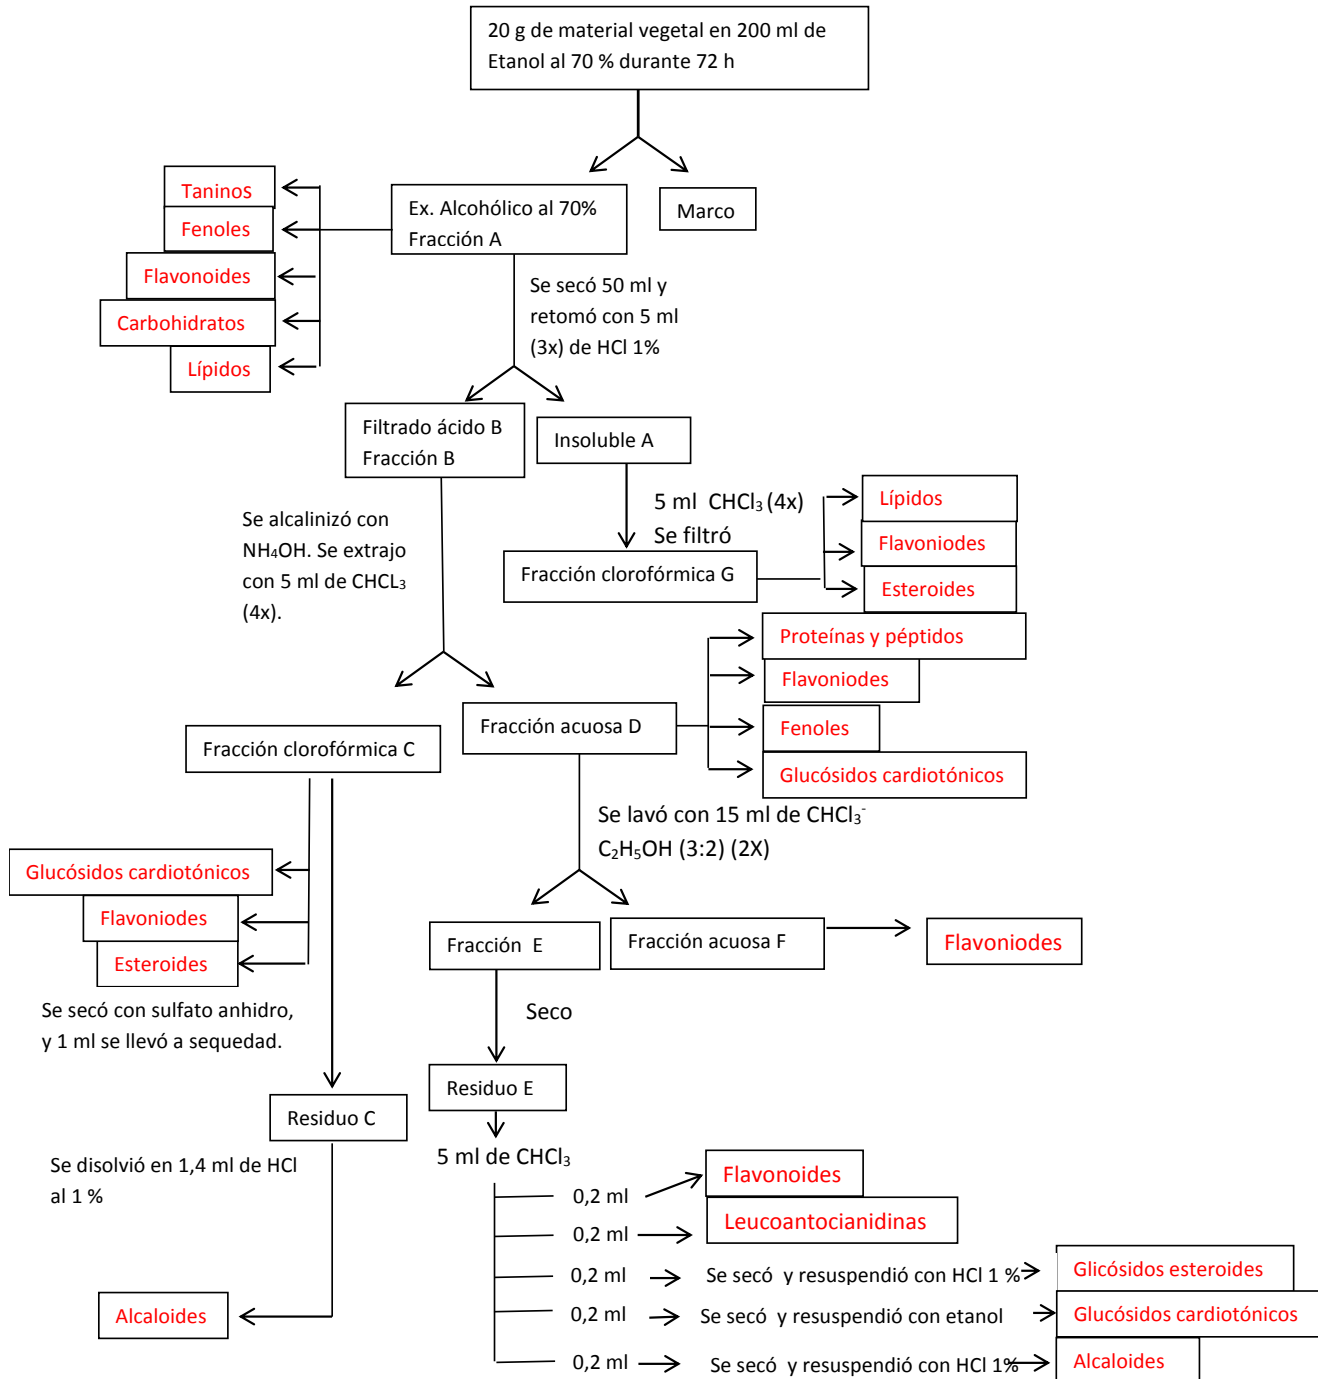 20 g de material vegetal en 200 ml de
Etanol al 70 % durante 72 h
Taninos
Fenoles
Flavonoides
Carbohidratos
Lípidos
Ex. Alcohólico al 70%
Fracción A
Marco
Se secó 50 ml y
retomó con 5 ml
(3x) de HCl 1%
Filtrado ácido B
Fracción B
Insoluble A
Se alcalinizó con
NH₄OH. Se extrajo
con 5 ml de CHCL₃
(4x).
5 ml CHCl₃ (4x)
Se filtró
Fracción clorofórmica G
Lípidos
Flavoniodes
Esteroides
Proteínas y péptidos
Flavoniodes
Fenoles
Glucósidos cardiotónicos
Fracción clorofórmica C
Fracción acuosa D
Se lavó con 15 ml de CHCl₃⁻
C₂H₅OH (3:2) (2X)
Glucósidos cardiotónicos
Flavoniodes
Esteroides
Se secó con sulfato anhidro,
y 1 ml se llevó a sequedad.
Fracción E
Fracción acuosa F
Flavoniodes
Seco
Residuo C
Residuo E
Se disolvió en 1,4 ml de HCl
al 1 %
Alcaloides
5 ml de CHCl₃
0,2 ml
Flavonoides
0,2 ml
Leucoantocianidinas
0,2 ml
Se secó y resuspendió con HCl 1 %
Glicósidos esteroides
0,2 ml
Se secó y resuspendió con etanol
Glucósidos cardiotónicos
0,2 ml
Se secó y resuspendió con HCl 1%
Alcaloides